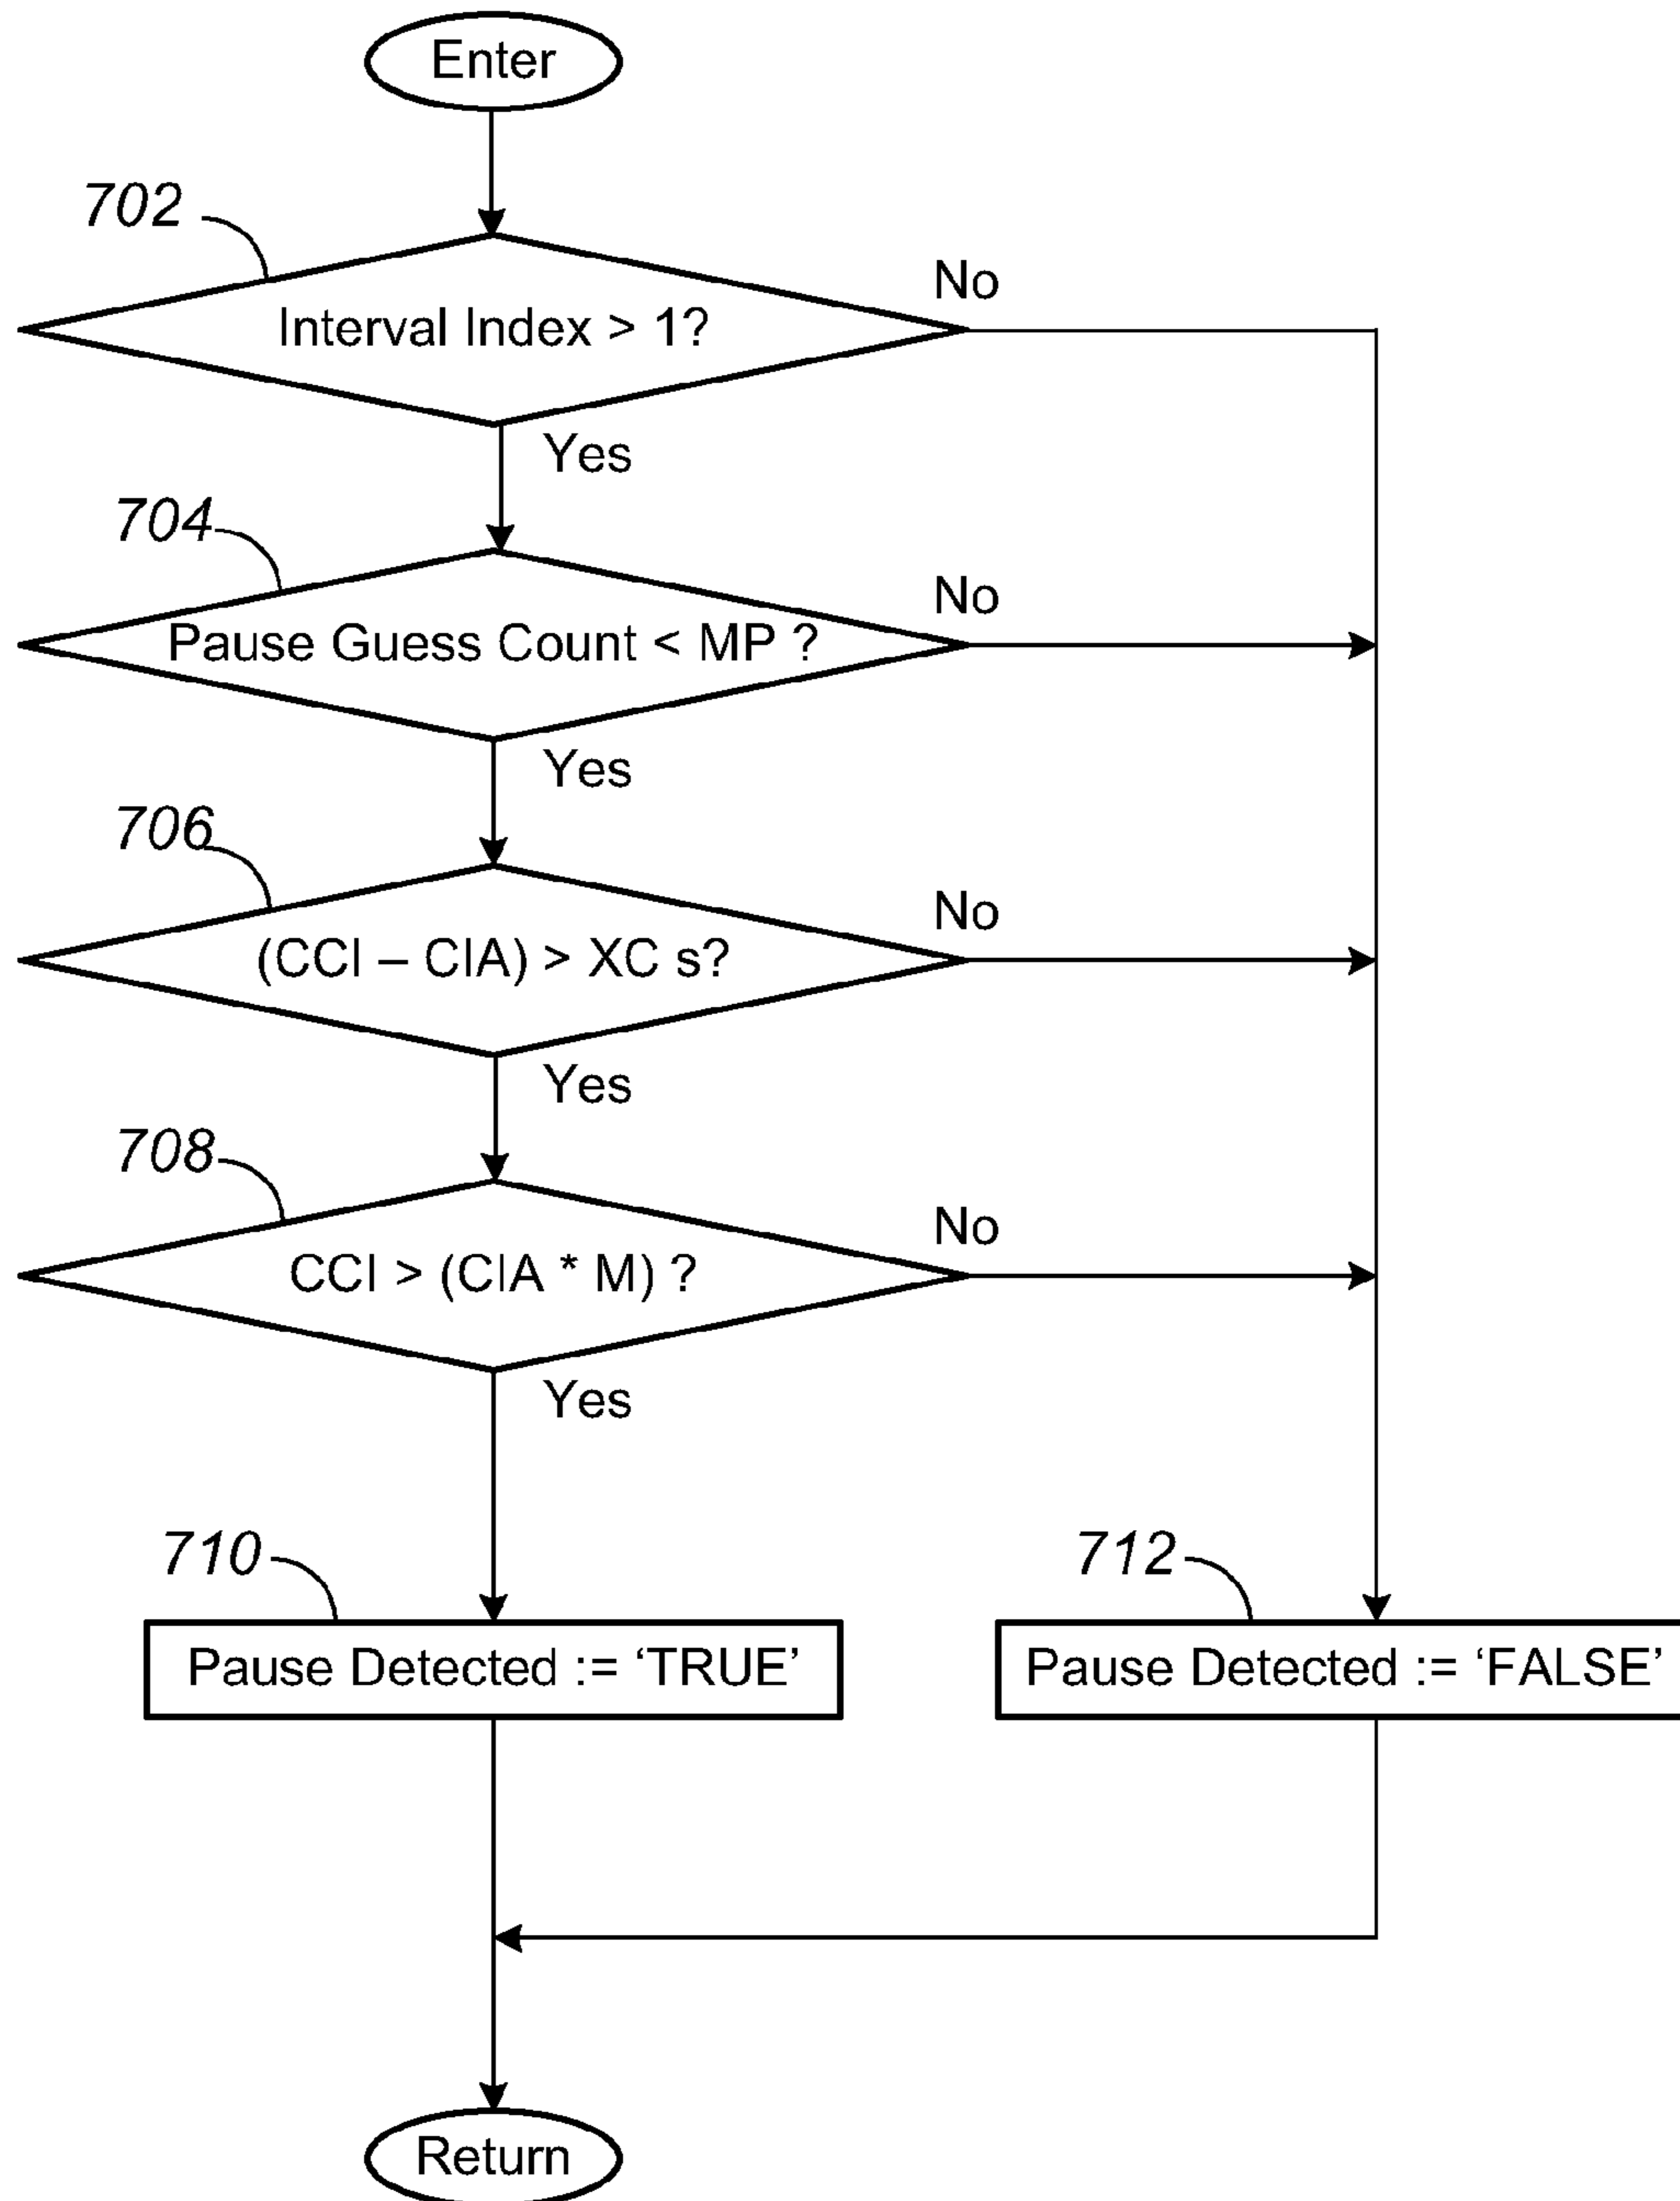 Enter
702
Interval Index > 1?
No
Yes
704
Pause Guess Count < MP ?
No
Yes
706
(CCI – CIA) > XC s?
No
Yes
708
CCI > (CIA * M) ?
No
Yes
710
Pause Detected := ‘TRUE’
712
Pause Detected := ‘FALSE’
Return